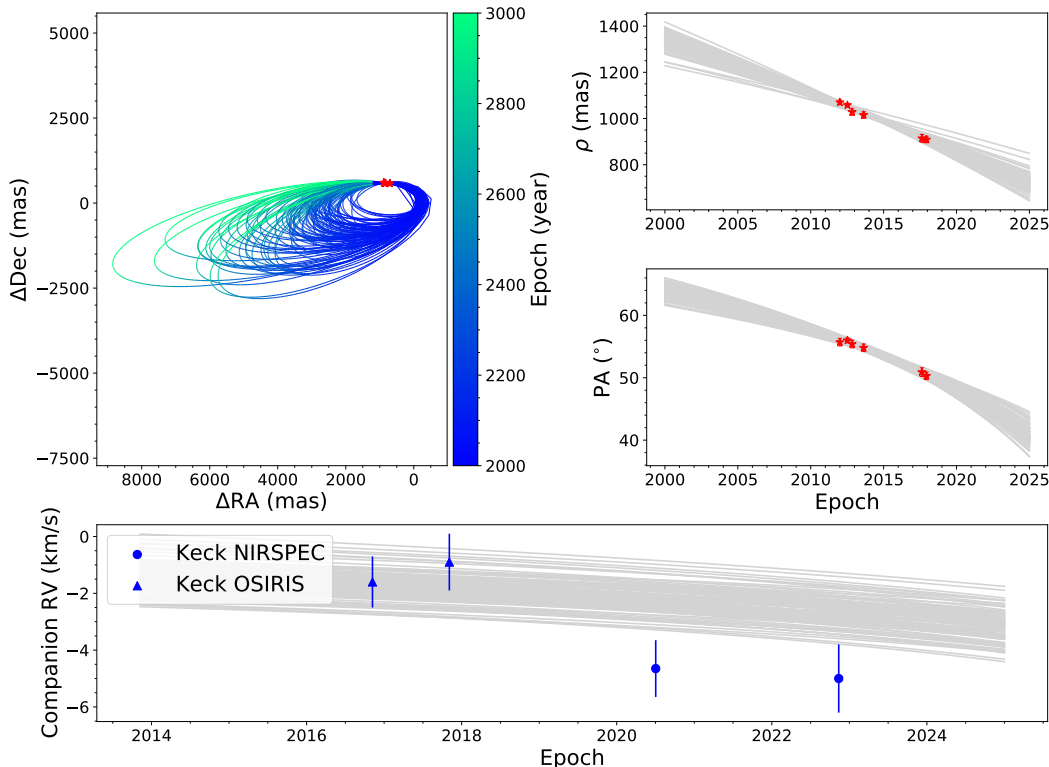 5000
2500
0
−2500
−5000
−7500
ΔDec (mas)
8000 6000 4000 2000 0
ΔRA (mas)
3000
2800
2600
2400
2200
2000
Epoch (year)
1400
1200
1000
800
ρ (mas)
2000 2005 2010 2015 2020 2025
60
50
40
PA (°)
2000 2005 2010 2015 2020 2025
Epoch
0
−2
−4
−6
Companion RV (km/s)
Keck NIRSPEC
Keck OSIRIS
2014 2016 2018 2020 2022 2024
Epoch